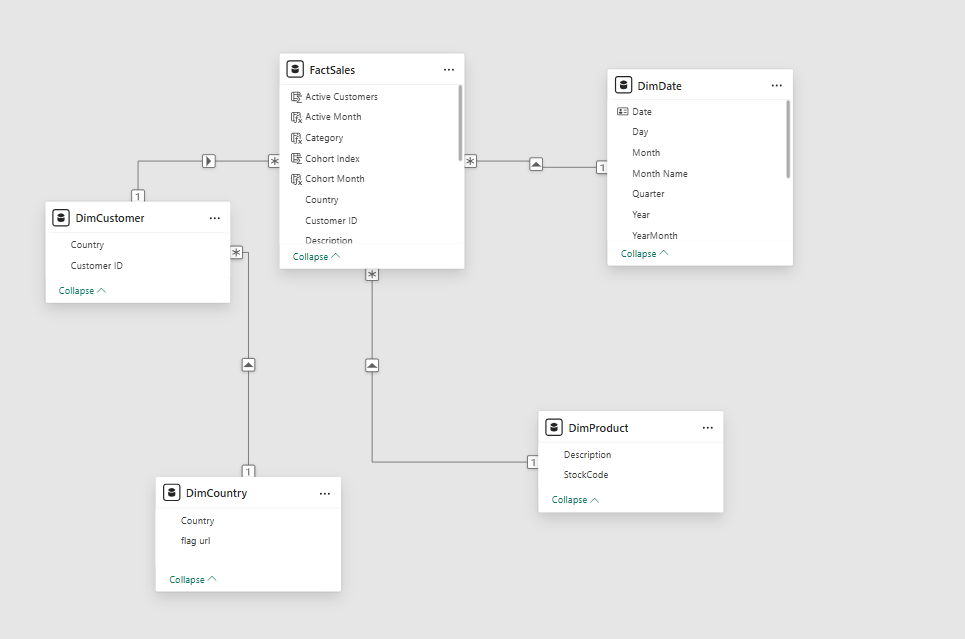 FactSales
Active Customers
Active Month
Category
Cohort Index
Cohort Month
Country
Customer ID
Description
Collapse
DimDate
Date
Day
Month
Month Name
Quarter
Year
YearMonth
Collapse
*
*
1
1
DimCustomer
Country
Customer ID
Collapse
*
*
1
DimCountry
Country
flag url
Collapse
1
DimProduct
Description
StockCode
Collapse